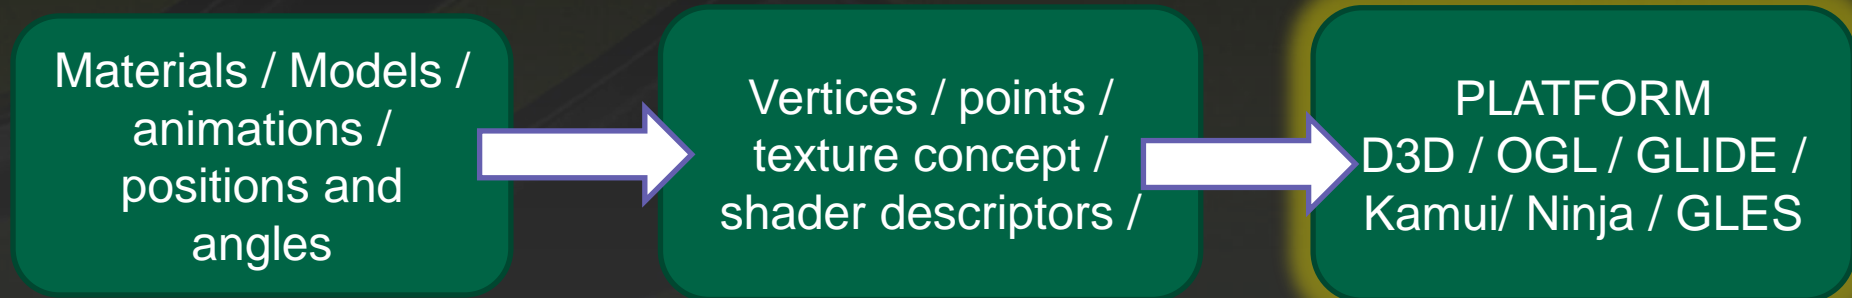 Materials / Models /
animations /
positions and
angles
Vertices / points /
texture concept /
shader descriptors /
PLATFORM
D3D / OGL / GLIDE /
Kamui/ Ninja / GLES